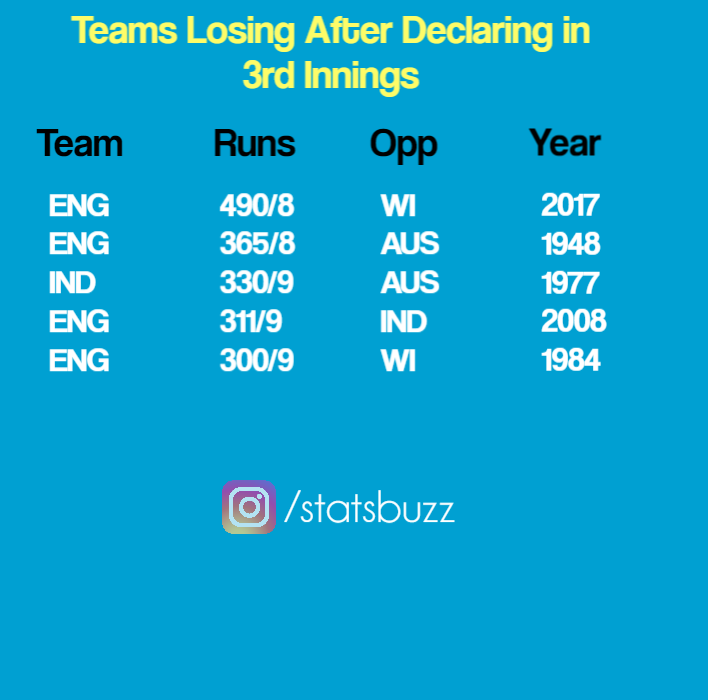 Teams Losing After Declaring in
3rd Innings
Team Runs Opp Year
ENG 490/8 WI 2017
ENG 365/8 AUS 1948
IND 330/9 AUS 1977
ENG 311/9 IND 2008
ENG 300/9 WI 1984
/statsbuzz